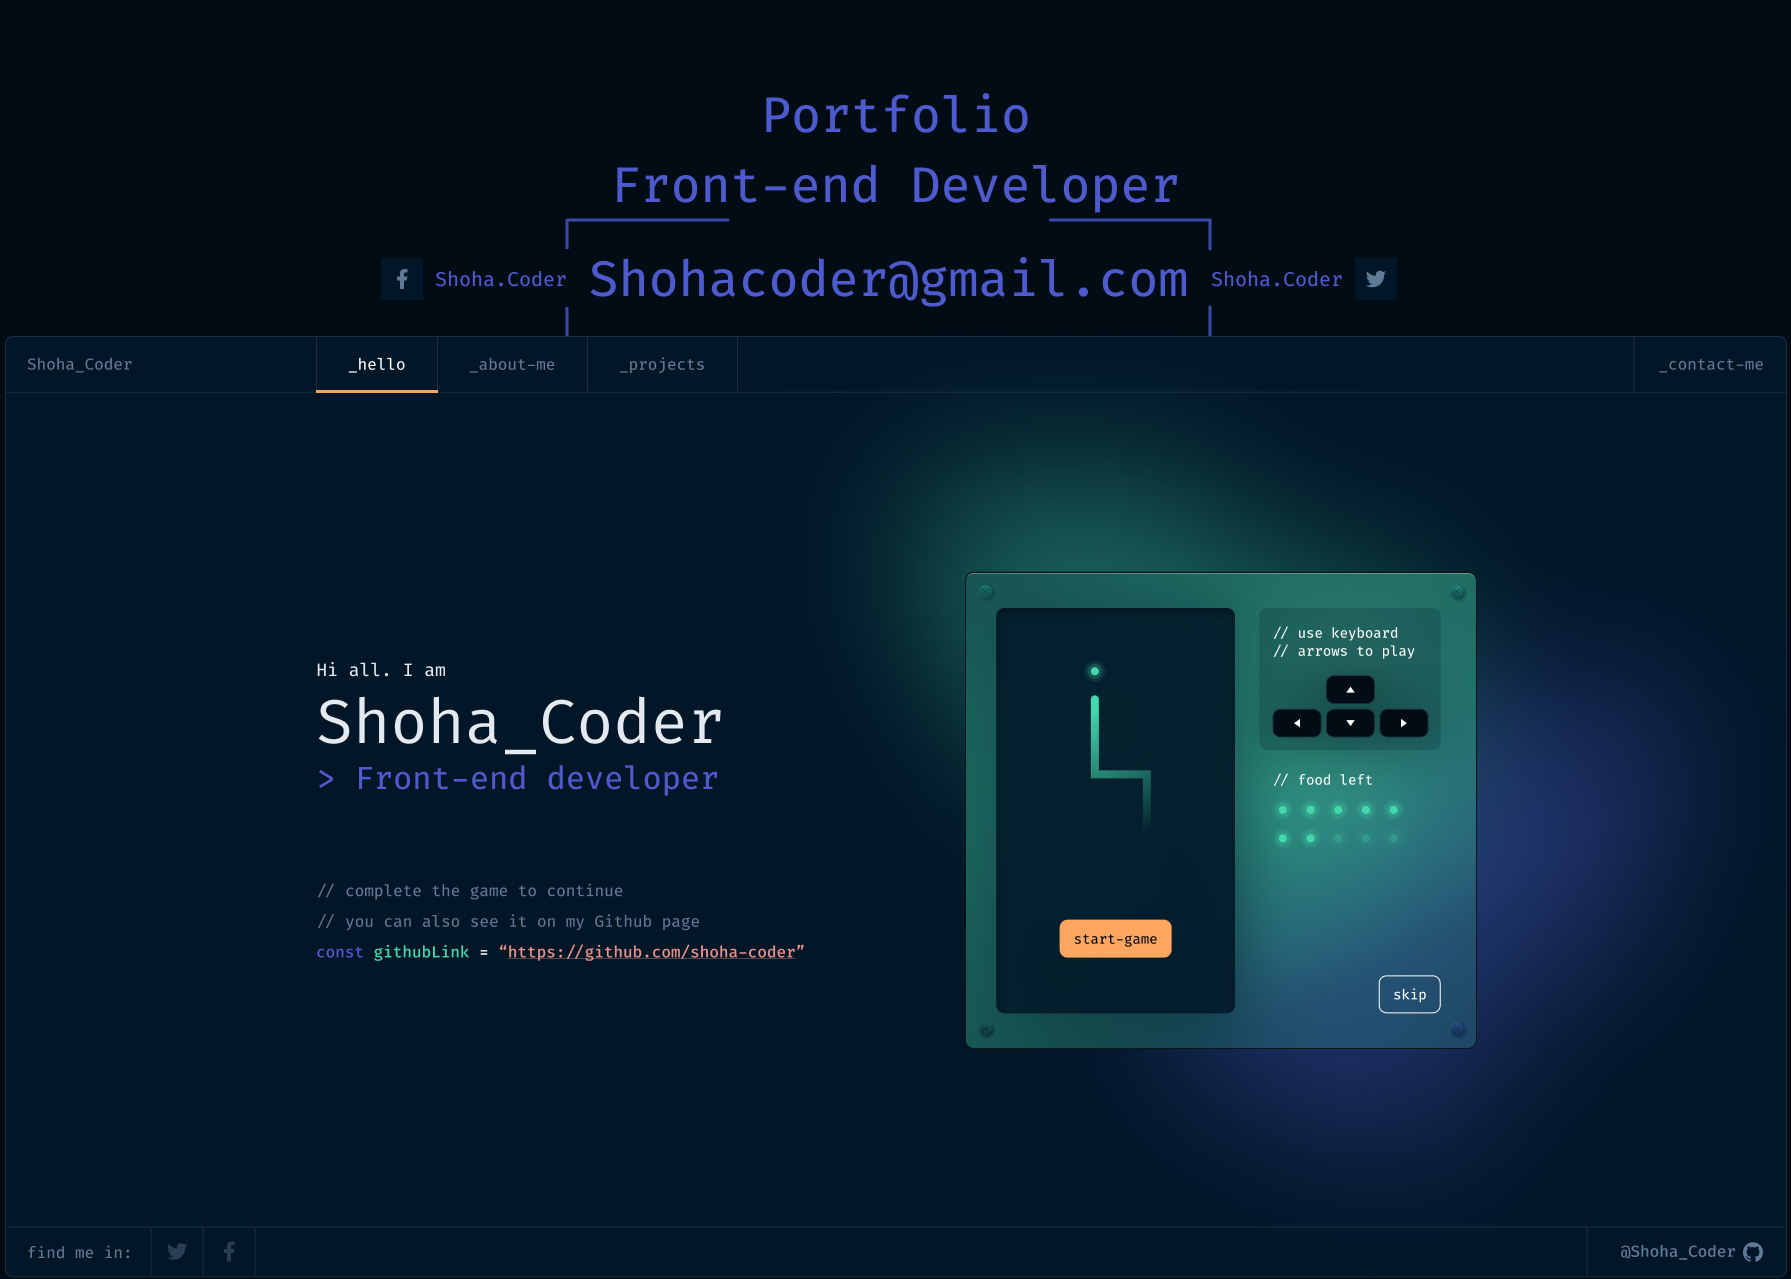 Portfolio
Front-end Developer
Shoha.Coder
Shohacoder@gmail.com
Shoha.Coder
Shoha_Coder
_hello
_about-me
_projects
_contact-me
Hi all. I am
Shoha_Coder
> Front-end developer
// complete the game to continue
// you can also see it on my Github page
const githubLink = “https://github.com/shoha-coder”
// use keyboard
// arrows to play
// food left
start-game
skip
find me in:
@Shoha_Coder